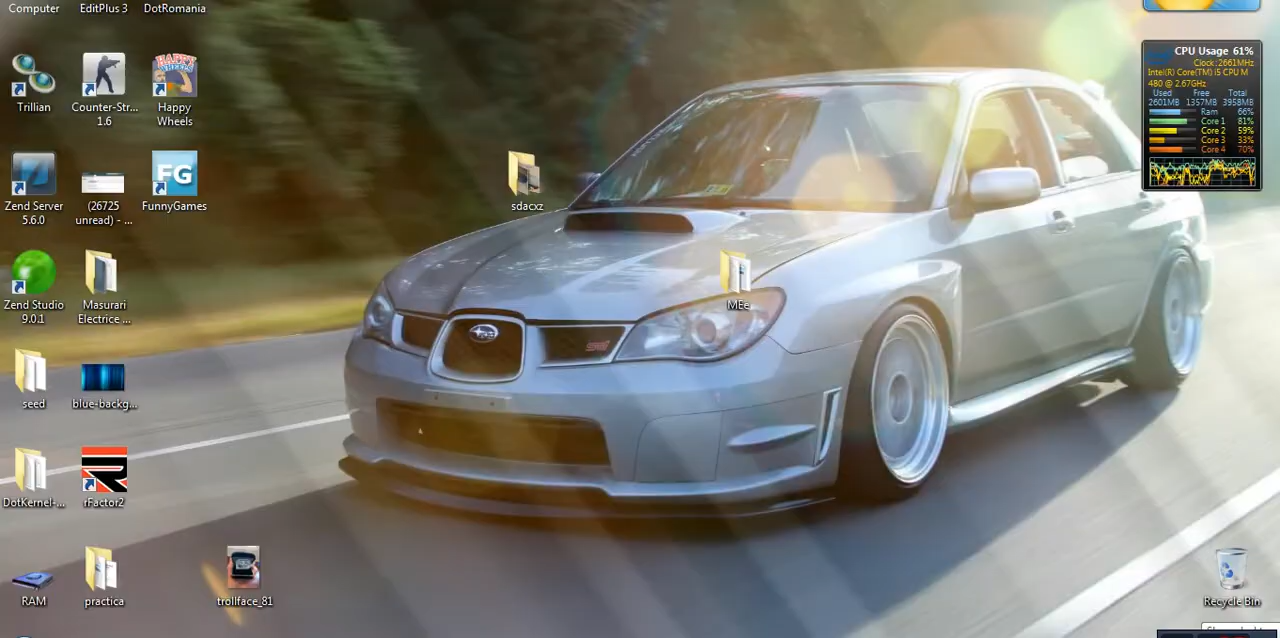 Computer
EditPlus 3
DotRomania
Trillian
Counter-Str...
1.6
Happy
Wheels
Zend Server
5.6.0
(26725
unread) - ...
FunnyGames
FG
HAPPY
WHEELS
Zend Studio
9.0.1
Masurari
Electrice ...
seed
blue-backg...
DotKernel-...
rFactor2
RAM
practica
trollface_81
sdacxz
MEe
CPU Usage 61%
Clock: 2661MHz
Intel(R) Core(TM) i5 CPU M
480 @ 2.67GHz
Used Free Total
2601MB 1357MB 3958MB
Ram 66%
Core 1 81%
Core 2 59%
Core 3 33%
Core 4 70%
Recycle Bin